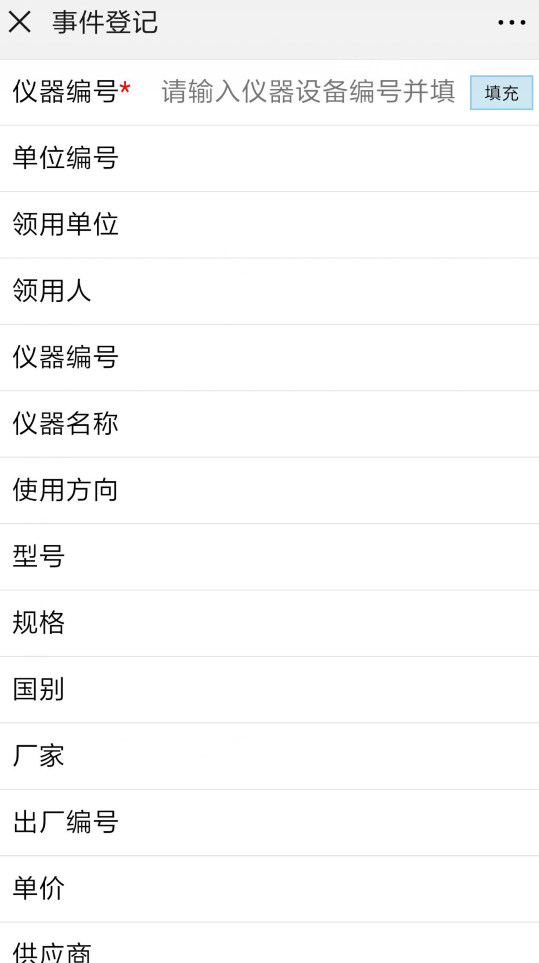 事件登记
仪器编号* 请输入仪器设备编号并填 填充
单位编号
领用单位
领用人
仪器编号
仪器名称
使用方向
型号
规格
国别
厂家
出厂编号
单价
供应商